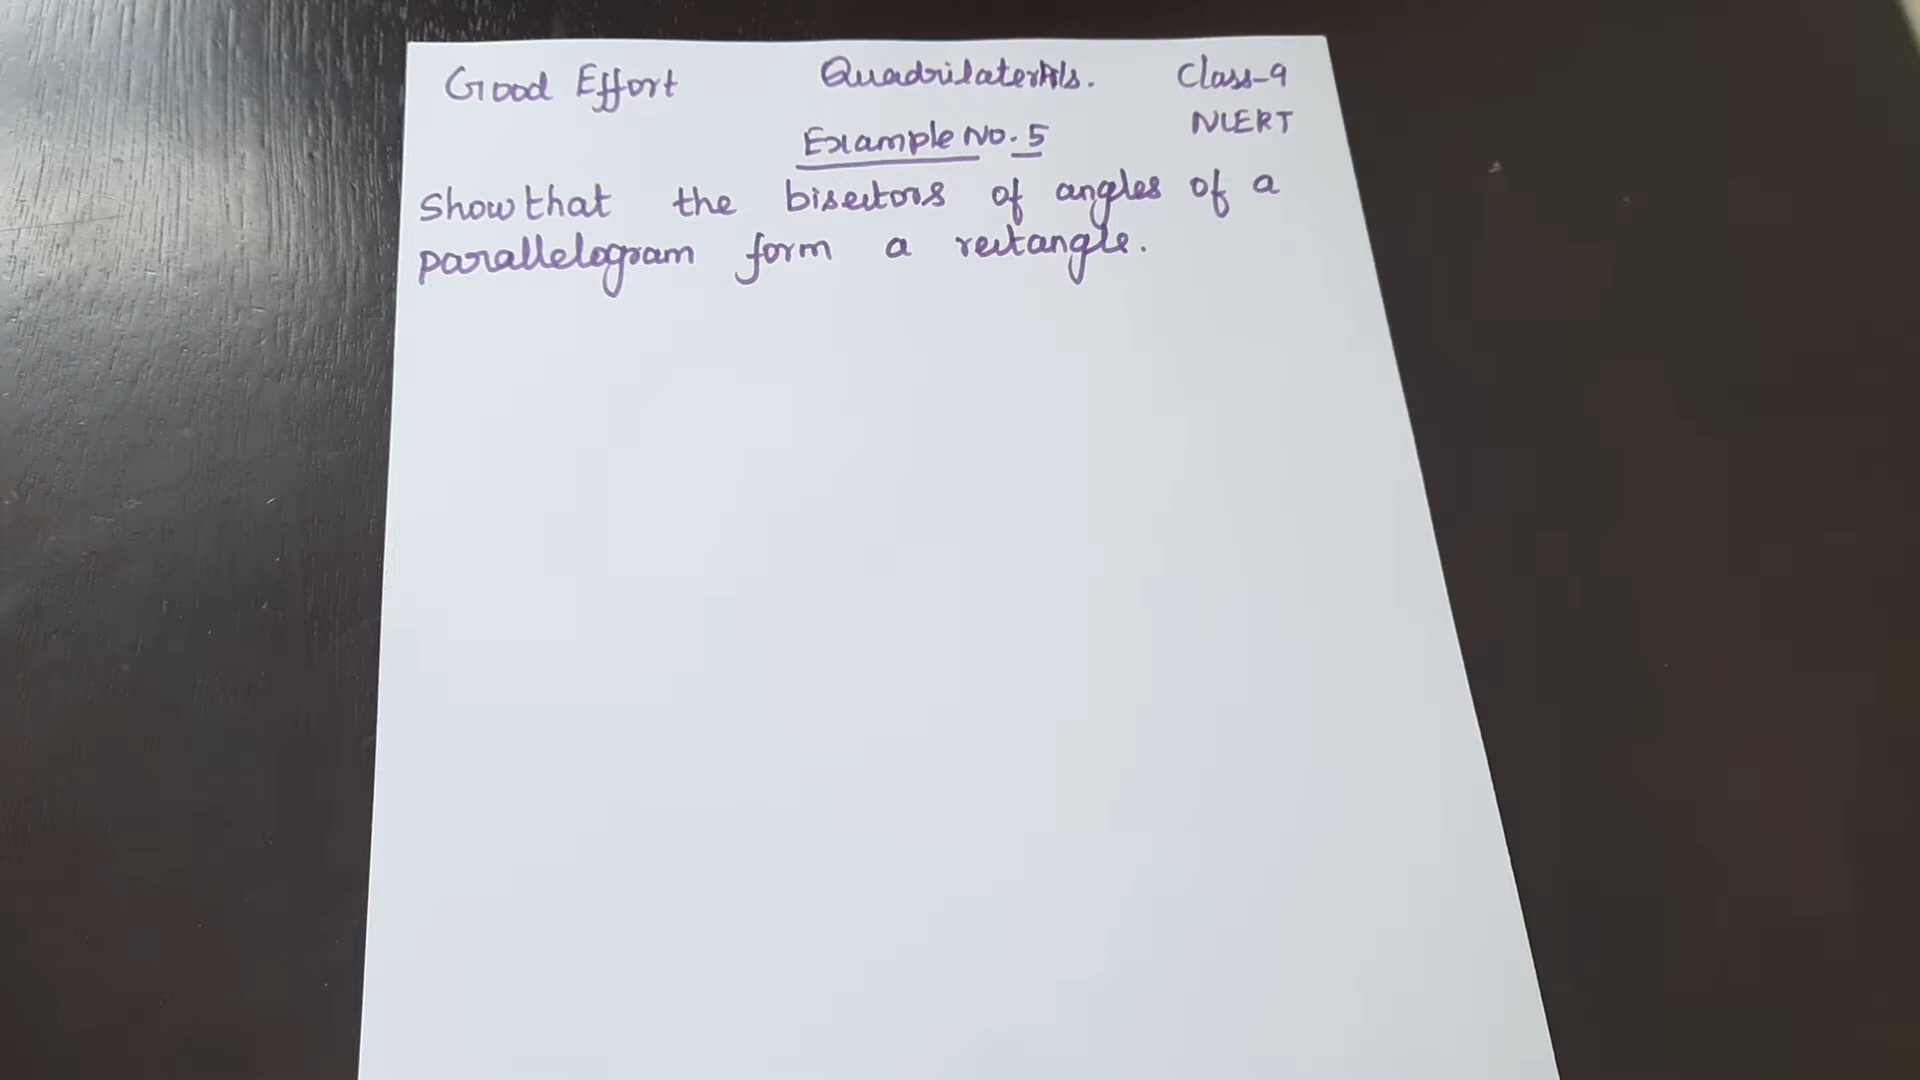 Good Effort Quadrilaterals. Class-9
NCERT
Example No. 5
Show that the bisectors of angles of a
parallelogram form a rectangle.